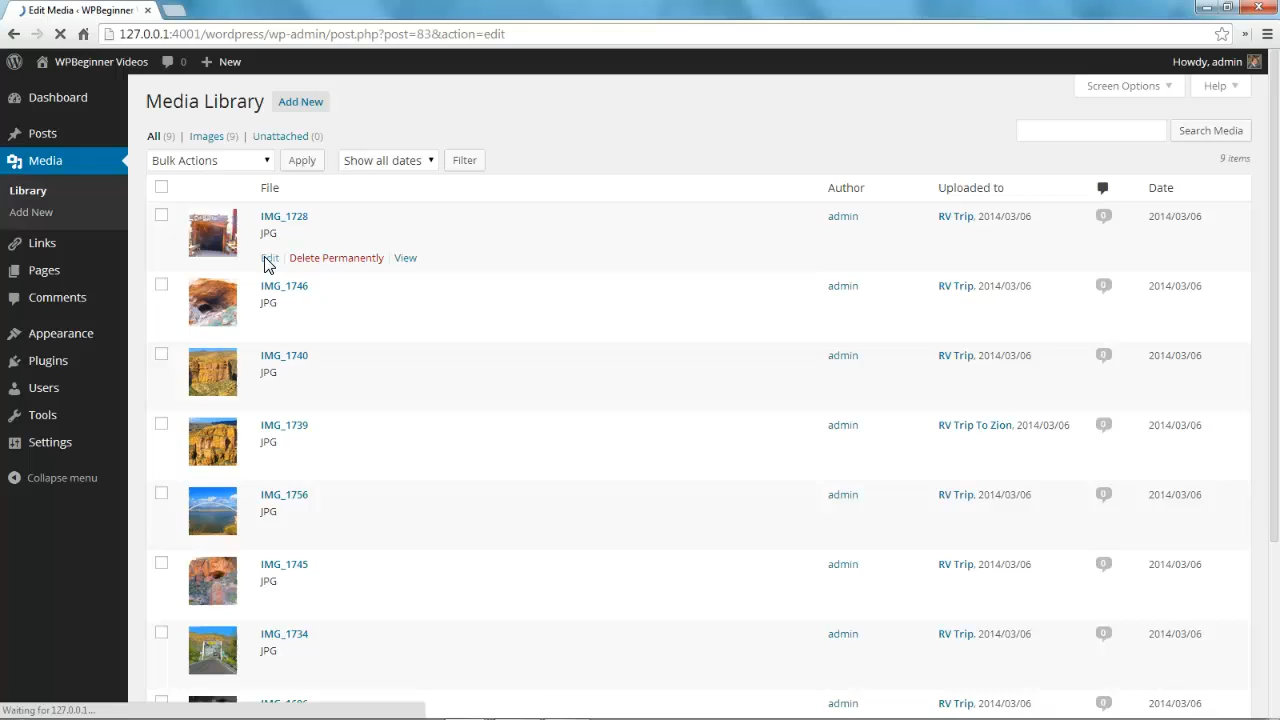 Edit Media ‹ WPBeginner
127.0.0.1:4001/wordpress/wp-admin/post.php?post=83&action=edit
WPBeginner Videos 0 New Howdy, admin
Screen Options Help
Media Library Add New
All (9) | Images (9) | Unattached (0)
Search Media
Bulk Actions Apply Show all dates Filter
9 items
File Author Uploaded to Date
IMG_1728 admin RV Trip, 2014/03/06 0 2014/03/06
JPG
Edit | Delete Permanently | View
IMG_1746 admin RV Trip, 2014/03/06 0 2014/03/06
JPG
IMG_1740 admin RV Trip, 2014/03/06 0 2014/03/06
JPG
IMG_1739 admin RV Trip To Zion, 2014/03/06 0 2014/03/06
JPG
IMG_1756 admin RV Trip, 2014/03/06 0 2014/03/06
JPG
IMG_1745 admin RV Trip, 2014/03/06 0 2014/03/06
JPG
IMG_1734 admin RV Trip, 2014/03/06 0 2014/03/06
JPG
admin RV Trip, 2014/03/06 0 2014/03/06
Dashboard
Posts
Media
Library
Add New
Links
Pages
Comments
Appearance
Plugins
Users
Tools
Settings
Collapse menu
Waiting for 127.0.0.1...